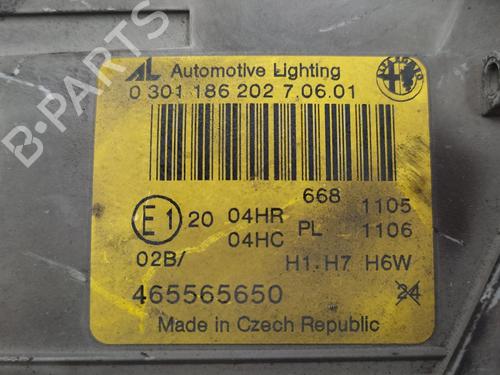 B-PARTS
AL Automotive Lighting
0 301 186 202 7.06.01
668
E1 20 04HR PL 1105
04HC 1106
02B/ H1.H7 H6W
465565650 24
Made in Czech Republic